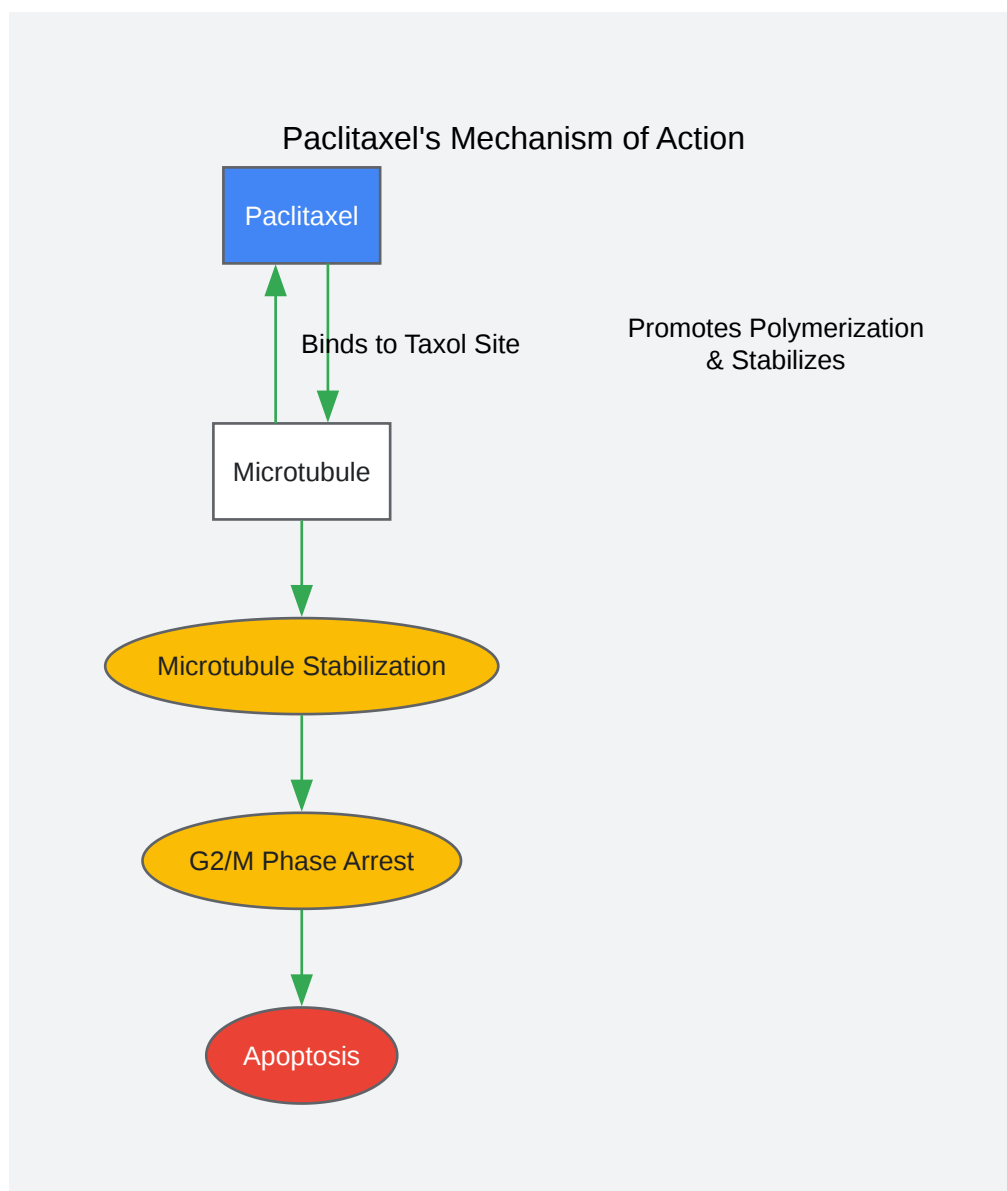 Paclitaxel's Mechanism of Action
Paclitaxel
Binds to Taxol Site
Promotes Polymerization
& Stabilizes
Microtubule
Microtubule Stabilization
G2/M Phase Arrest
Apoptosis